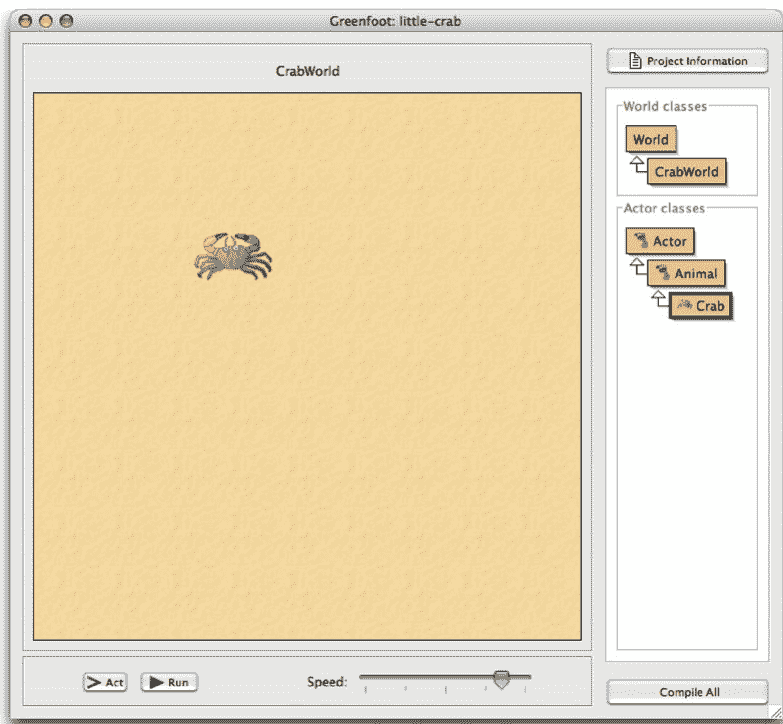 Greenfoot: little-crab
CrabWorld
Project Information
World classes
World
CrabWorld
Actor classes
Actor
Animal
Crab
Act
Run
Speed:
Compile All